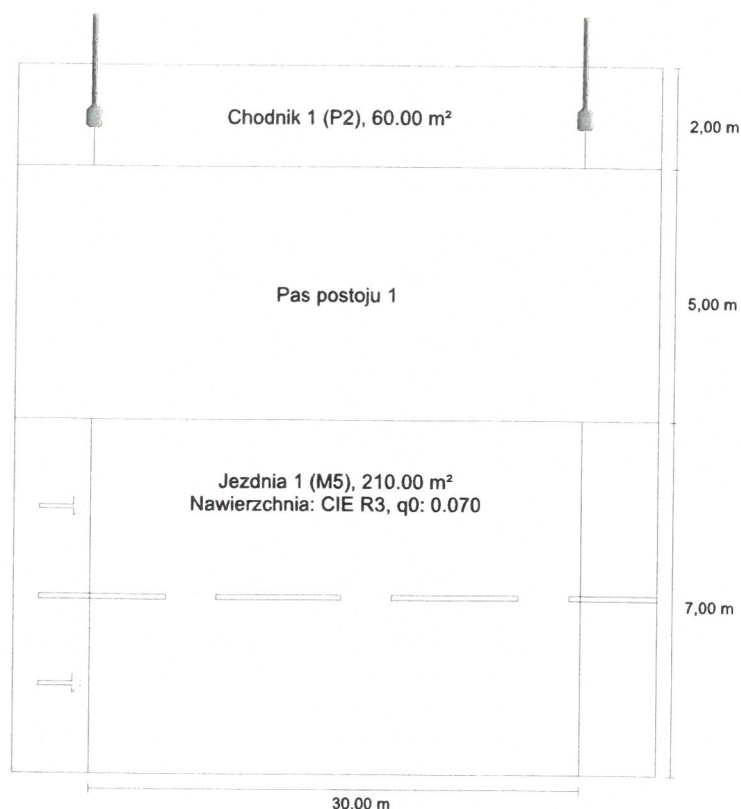 Chodnik 1 (P2), 60.00 m²
2,00 m
Pas postoju 1
5,00 m
Jezdnia 1 (M5), 210.00 m²
Nawierzchnia: CIE R3, q0: 0.070
7,00 m
30.00 m